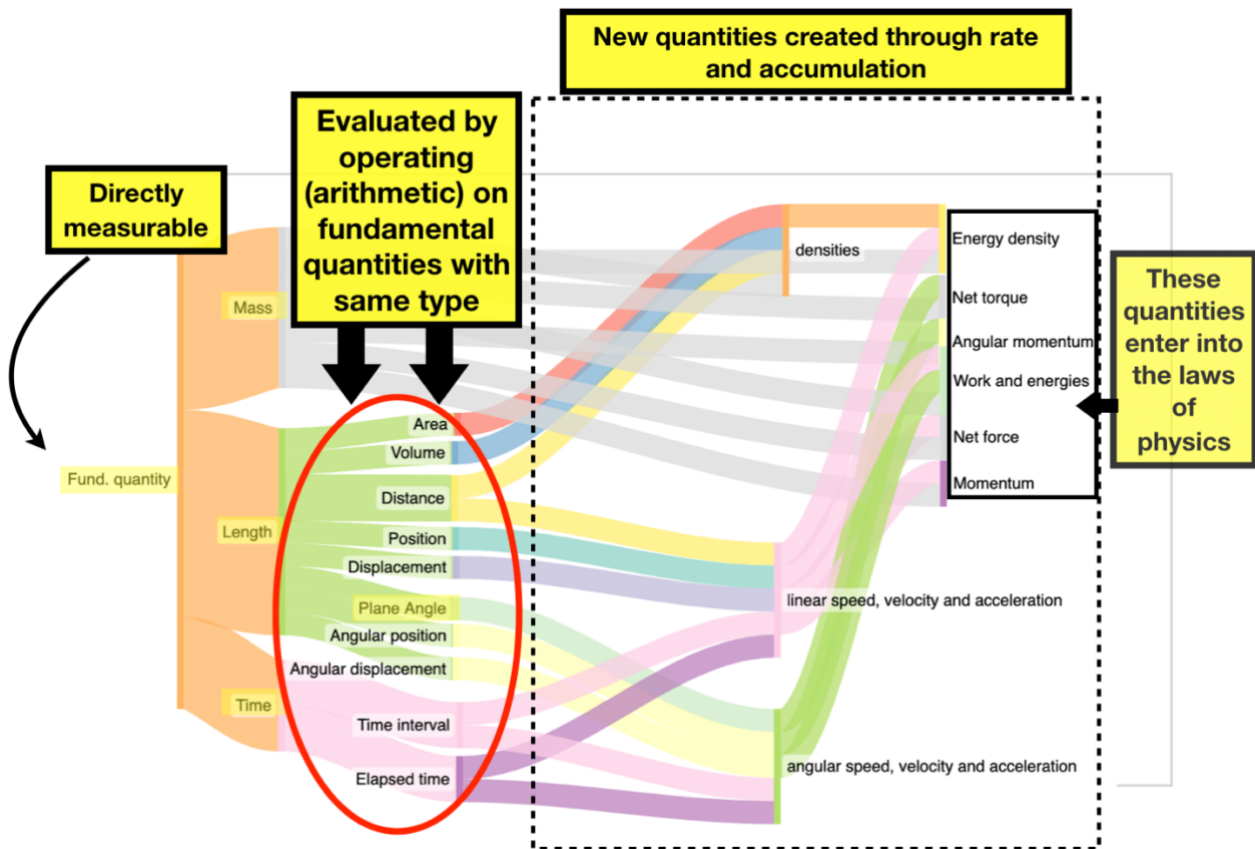 New quantities created through rate
and accumulation
Evaluated by
operating
(arithmetic) on
fundamental
quantities with
same type
Directly
measurable
These
quantities
enter into
the laws
of
physics
Fund. quantity
Mass
Length
Time
Area
Volume
Distance
Position
Displacement
Plane Angle
Angular position
Angular displacement
Time interval
Elapsed time
densities
linear speed, velocity and acceleration
angular speed, velocity and acceleration
Energy density
Net torque
Angular momentum
Work and energies
Net force
Momentum